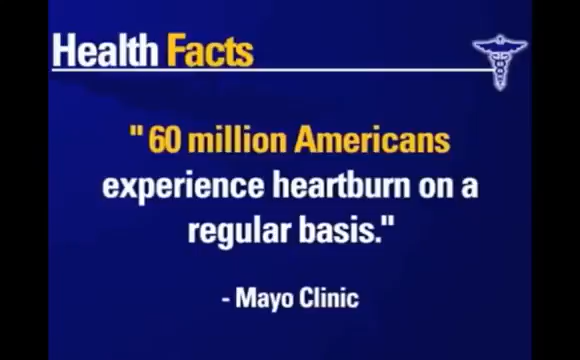 Health Facts
" 60 million Americans
experience heartburn on a
regular basis."
- Mayo Clinic